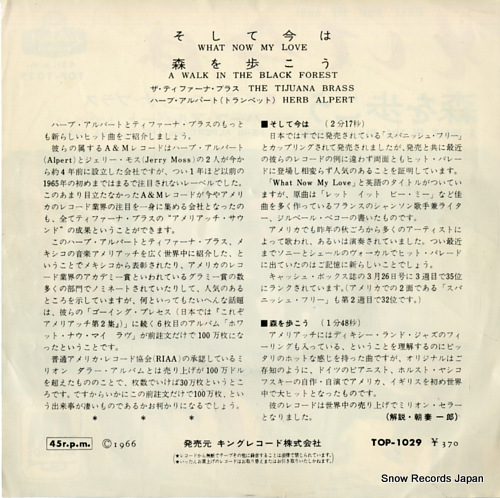 そして今は
WHAT NOW MY LOVE
森を歩こう
A WALK IN THE BLACK FOREST
ザ・ティファーナ・ブラス THE TIJUANA BRASS
ハーブ・アルパート(トランペット) HERB ALPERT
ハーブ・アルパートとティファーナ・ブラスのもっと
も新らしいヒット曲をご紹介しましょう。
彼らの属するA&Mレコードはハーブ・アルパート
(Alpert)とジェリー・モス(Jerry Moss)の2人が今か
ら約4年前に設立した会社ですが、つい1年ほど以前の
1965年の初めまではまるで注目されないレーベルでした。
このあまり目立たなかったA&Mレコードが今やアメリ
カのレコード業界の注目を一身に集める会社となったの
も、全てティファーナ・ブラスの"アメリアッチ・サウ
ンド"の成果ということができます。
このハーブ・アルパートとティファーナ・ブラス、メ
キシコの音楽アメリアッチを広く世界中に紹介した、と
いうことでメキシコから表彰されたり、アメリカのレコ
ード業界のアカデミー賞といわれているグラミー賞の数
多くの部門でノミネートされていたりして、人気のある
ところを示していますが、何といってもたいへんな話題
は、彼らの「ゴーイング・プレセス(日本では『これぞ
アメリアッチ第2集』)」に続く6枚目のアルバム「ホワ
ット・ナウ・マイ ラヴ」が前註文だけで100万枚にな
ったということです。
普通アメリカ・レコード協会(RIAA)の承認しているミ
リオン ダラー・アルバムとは売り上げが100万ドル
を超えたもののことで、枚数でいけば30万枚というとこ
ろです。ですからいかにこの前註文だけで100万枚、とい
う出来事が凄いものであるかお判りになるでしょう。
* * *
■そして今は (2分17秒)
日本ではすでに発売されている「スパニッシュ・フリー」
とカップリングされて発売されましたが、発売と共に最近
の彼らのレコードの例に違わず両面ともヒット・パレー
ドに登場し相変らず人気のあることを証明しています。
「What Now My Love」と英語のタイトルがついてい
ますが、原曲は「レット イット ビー・ミー」など佳
曲を多く作っているフランスのシャンソン歌手兼ライタ
ー、ジルベール・ベコーの書いたものです。
アメリカでも昨年の秋ごろから多くのアーティストに
よって歌われ、あるいは演奏されていました。つい最近
までソニーとシェールのヴォーカルでヒット・パレード
に出ていたのはご記憶に新らしいことでしょう。
キャッシュ・ボックス誌の3月26日号に3週目で35位
にランクされています。(アメリカでの2面である「スパ
ニッシュ・フリー」も第2週目で32位です。)
■森を歩こう (1分48秒)
アメリアッチにはディキシー・ランド・ジャズのフィ
ーリングも入っている、ということを理解するのにピッ
タリのホットな感じを持った曲ですが、オリジナルはご
存知のように、ドイツのピアニスト、ホルスト・ヤンコ
フスキーの自作・自演でアメリカ、イギリスを初め世界
中で大ヒットとなったものです。
彼のレコードは世界中の売り上げでミリオン・セラー
となりました。 (解説・朝妻一郎)
45r.p.m. Ⓒ1966 発売元 キングレコード株式会社 TOP-1029 ¥370
Snow Records Japan